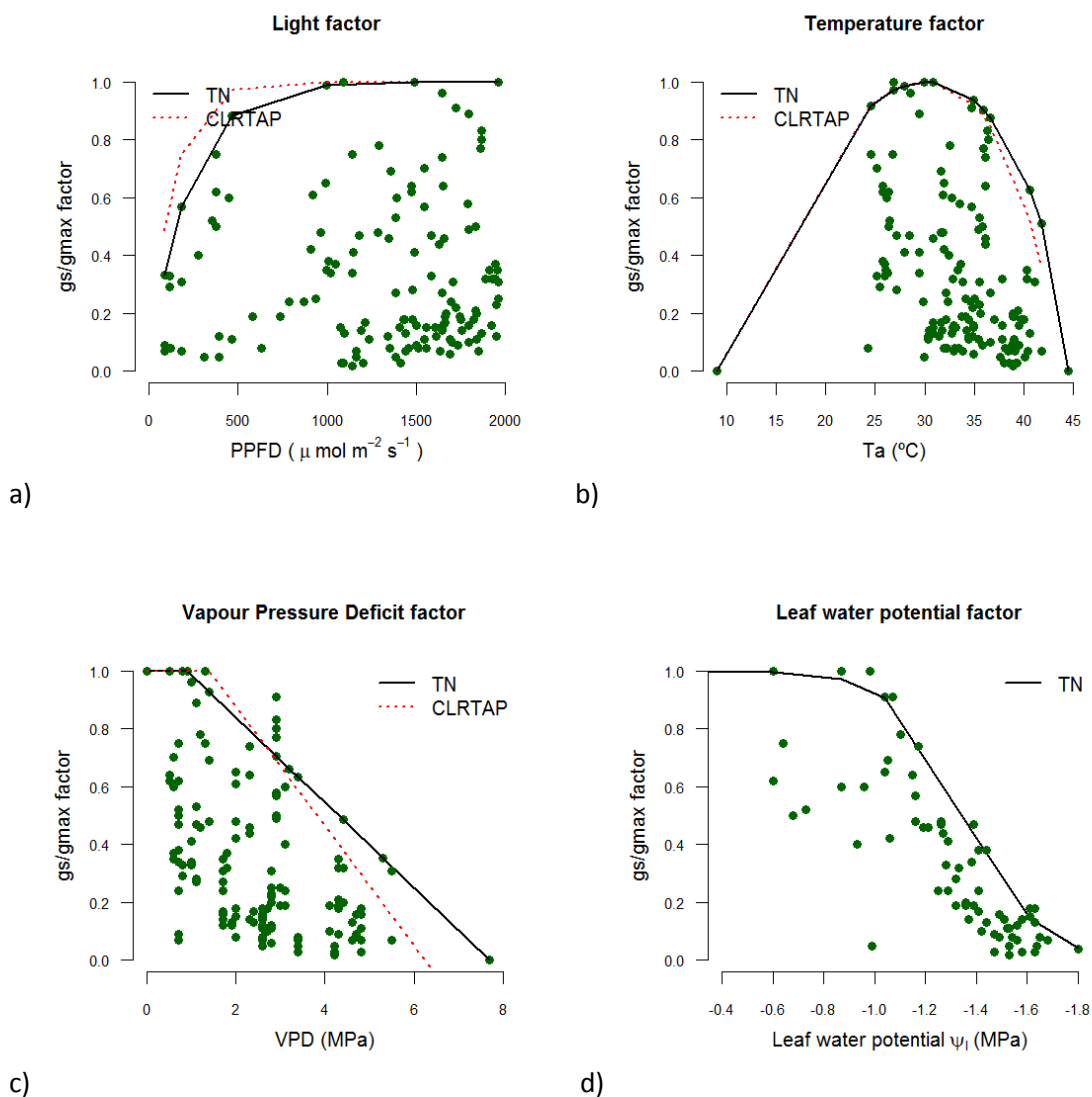 Light factor
1.0
0.8
0.6
0.4
0.2
0.0
gs/gmax factor
TN
CLRTAP
0 500 1000 1500 2000
PPFD ( μ mol m⁻² s⁻¹ )
a)
Temperature factor
1.0
0.8
0.6
0.4
0.2
0.0
gs/gmax factor
TN
CLRTAP
10 15 20 25 30 35 40 45
Ta (ºC)
b)
Vapour Pressure Deficit factor
1.0
0.8
0.6
0.4
0.2
0.0
gs/gmax factor
TN
CLRTAP
0 2 4 6 8
VPD (MPa)
c)
Leaf water potential factor
1.0
0.8
0.6
0.4
0.2
0.0
gs/gmax factor
TN
-0.4 -0.6 -0.8 -1.0 -1.2 -1.4 -1.6 -1.8
Leaf water potential ψₗ (MPa)
d)